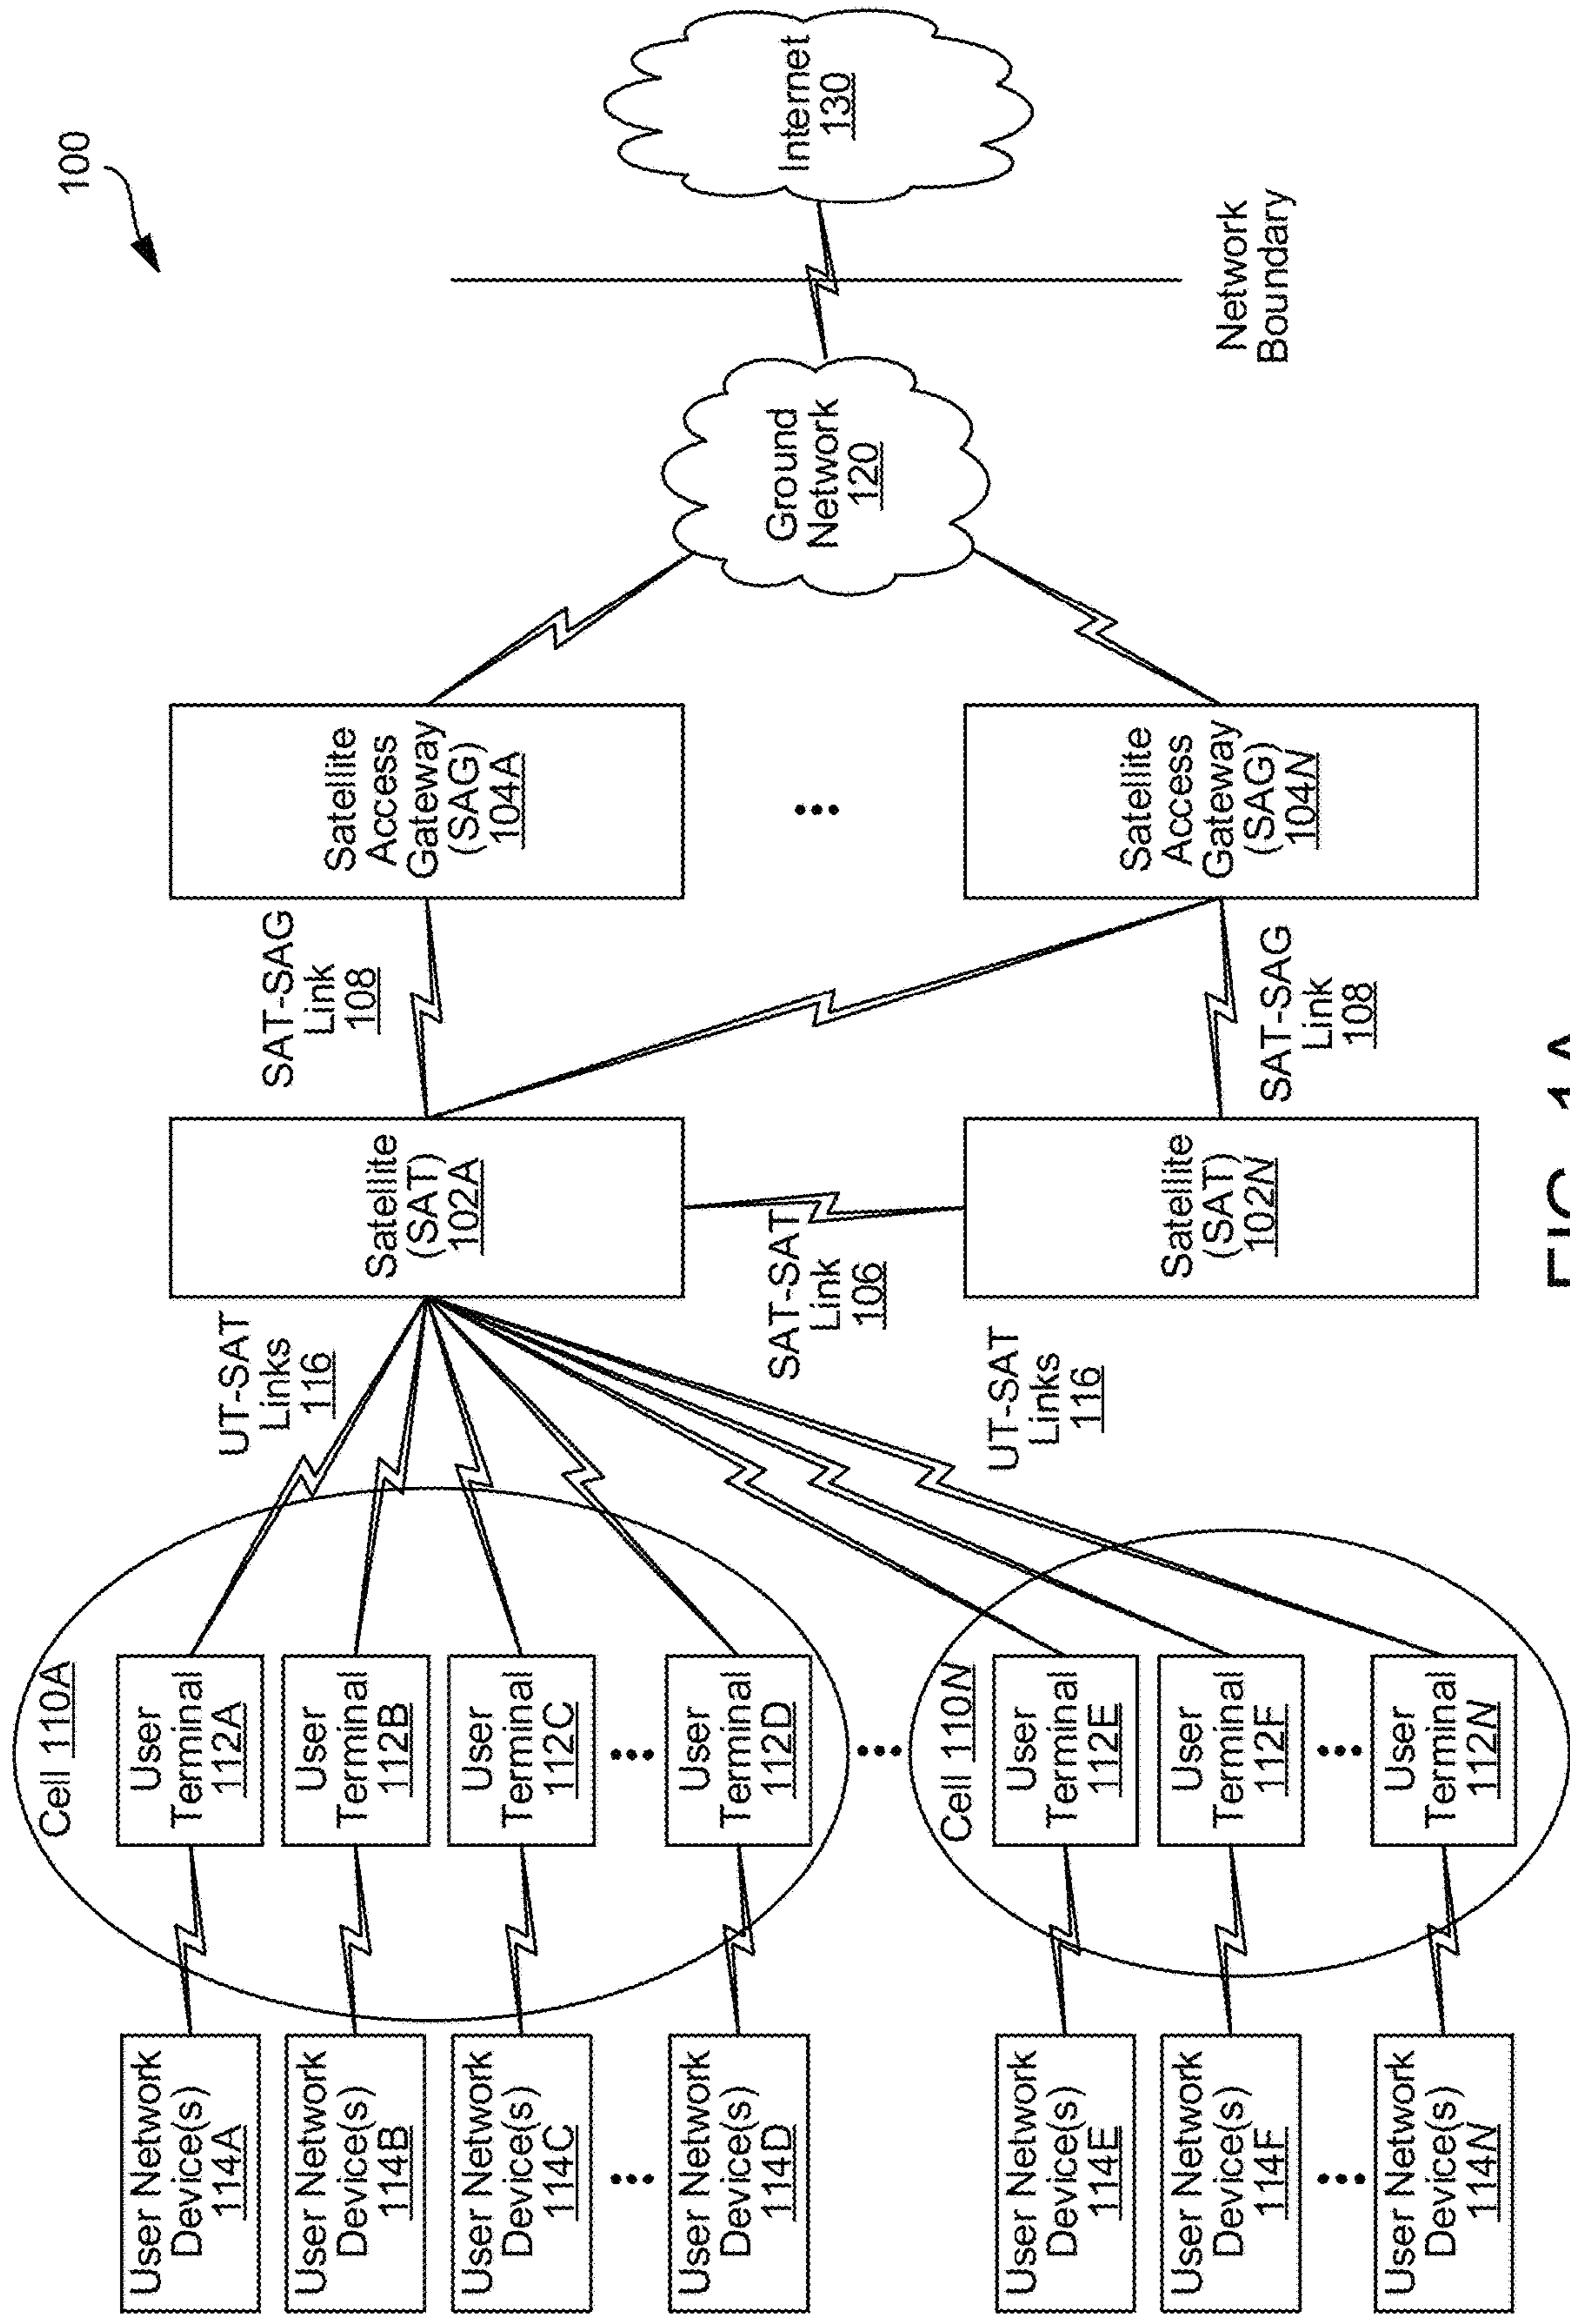 100
Cell 110A
User Network
Device(s)
114A
User
Terminal
112A
User Network
Device(s)
114B
User
Terminal
112B
User Network
Device(s)
114C
User
Terminal
112C
User Network
Device(s)
114D
User
Terminal
112D
UT-SAT
Links
116
Satellite
(SAT)
102A
SAT-SAG
Link
108
Satellite
Access
Gateway
(SAG)
104A
SAT-SAT
Link
106
Ground
Network
120
Internet
130
Cell 110N
User Network
Device(s)
114E
User
Terminal
112E
User Network
Device(s)
114F
User
Terminal
112F
User Network
Device(s)
114N
User
Terminal
112N
UT-SAT
Links
116
Satellite
(SAT)
102N
SAT-SAG
Link
108
Satellite
Access
Gateway
(SAG)
104N
Network
Boundary
FIG. 1A